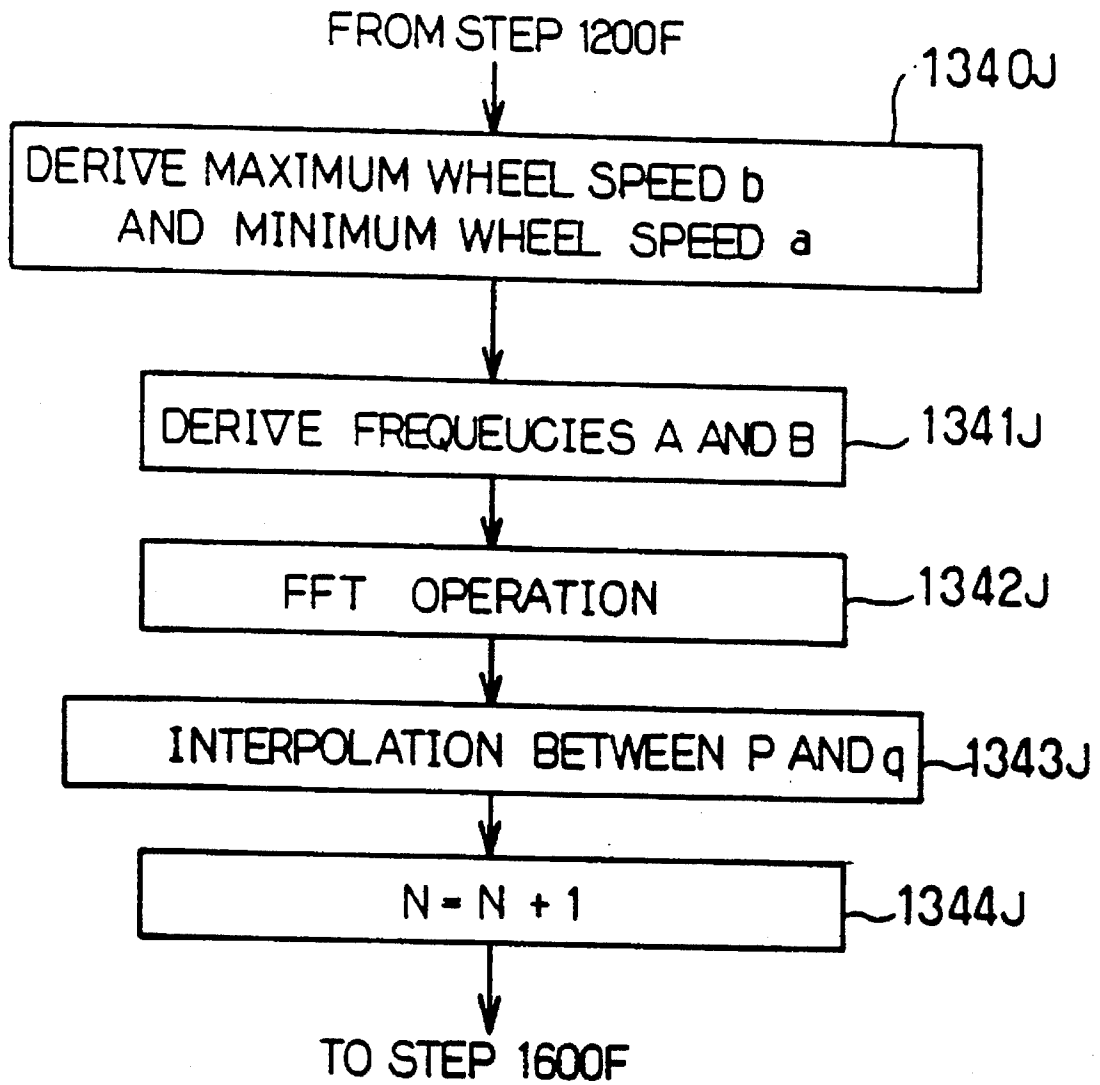 FROM STEP 1200F
1340J
DERIVE MAXIMUM WHEEL SPEED b
AND MINIMUM WHEEL SPEED a
DERIVE FREQUEUCIES A AND B
1341J
FFT OPERATION
1342J
INTERPOLATION BETWEEN P AND q
1343J
N = N + 1
1344J
TO STEP 1600F